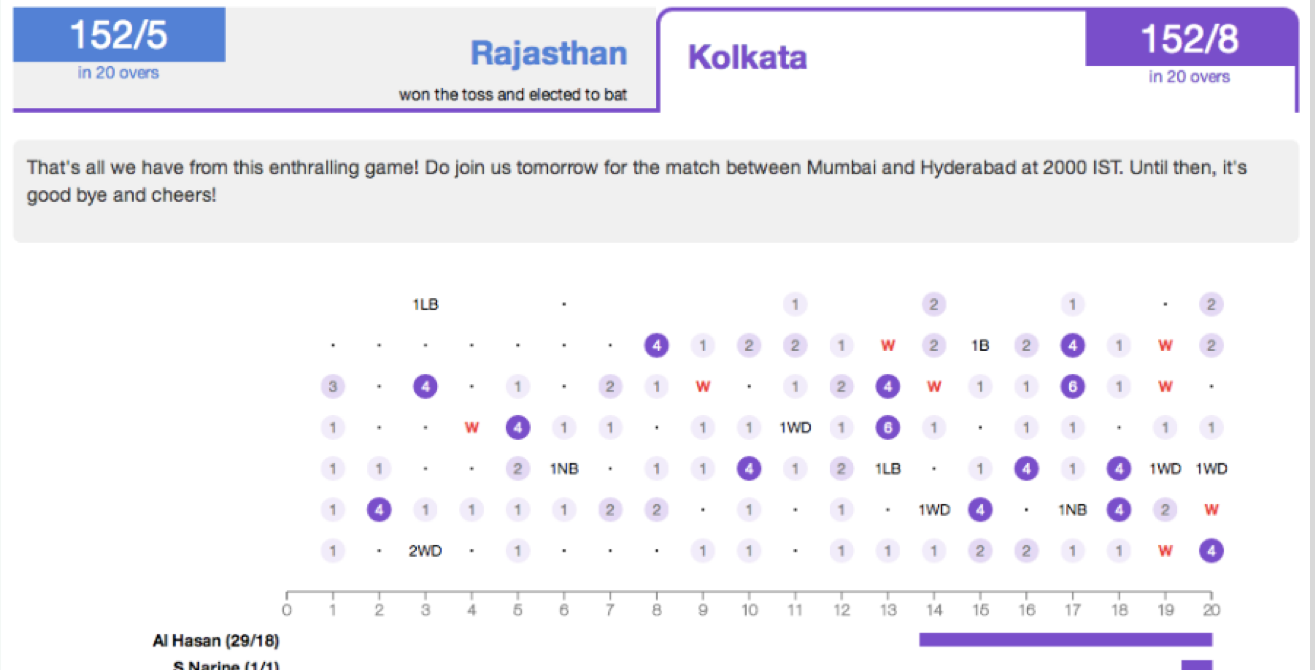 152/5
in 20 overs
Rajasthan
won the toss and elected to bat
Kolkata
152/8
in 20 overs
That's all we have from this enthralling game! Do join us tomorrow for the match between Mumbai and Hyderabad at 2000 IST. Until then, it's
good bye and cheers!
1LB · 1 2 1 · 2
· · · · · · · 4 1 2 2 1 W 2 1B 2 4 1 W 2
3 · 4 · 1 · 2 1 W · 1 2 4 W 1 1 6 1 W ·
1 · · W 4 1 1 · 1 1 1WD 1 6 1 · 1 1 · 1 1
1 1 · · 2 1NB · 1 1 4 1 2 1LB · 1 4 1 4 1WD 1WD
1 4 1 1 1 1 2 2 · 1 · 1 · 1WD 4 · 1NB 4 2 W
1 · 2WD · 1 · · · 1 1 · 1 1 1 2 2 1 1 W 4
0 1 2 3 4 5 6 7 8 9 10 11 12 13 14 15 16 17 18 19 20
Al Hasan (29/18)
S Narine (1/1)